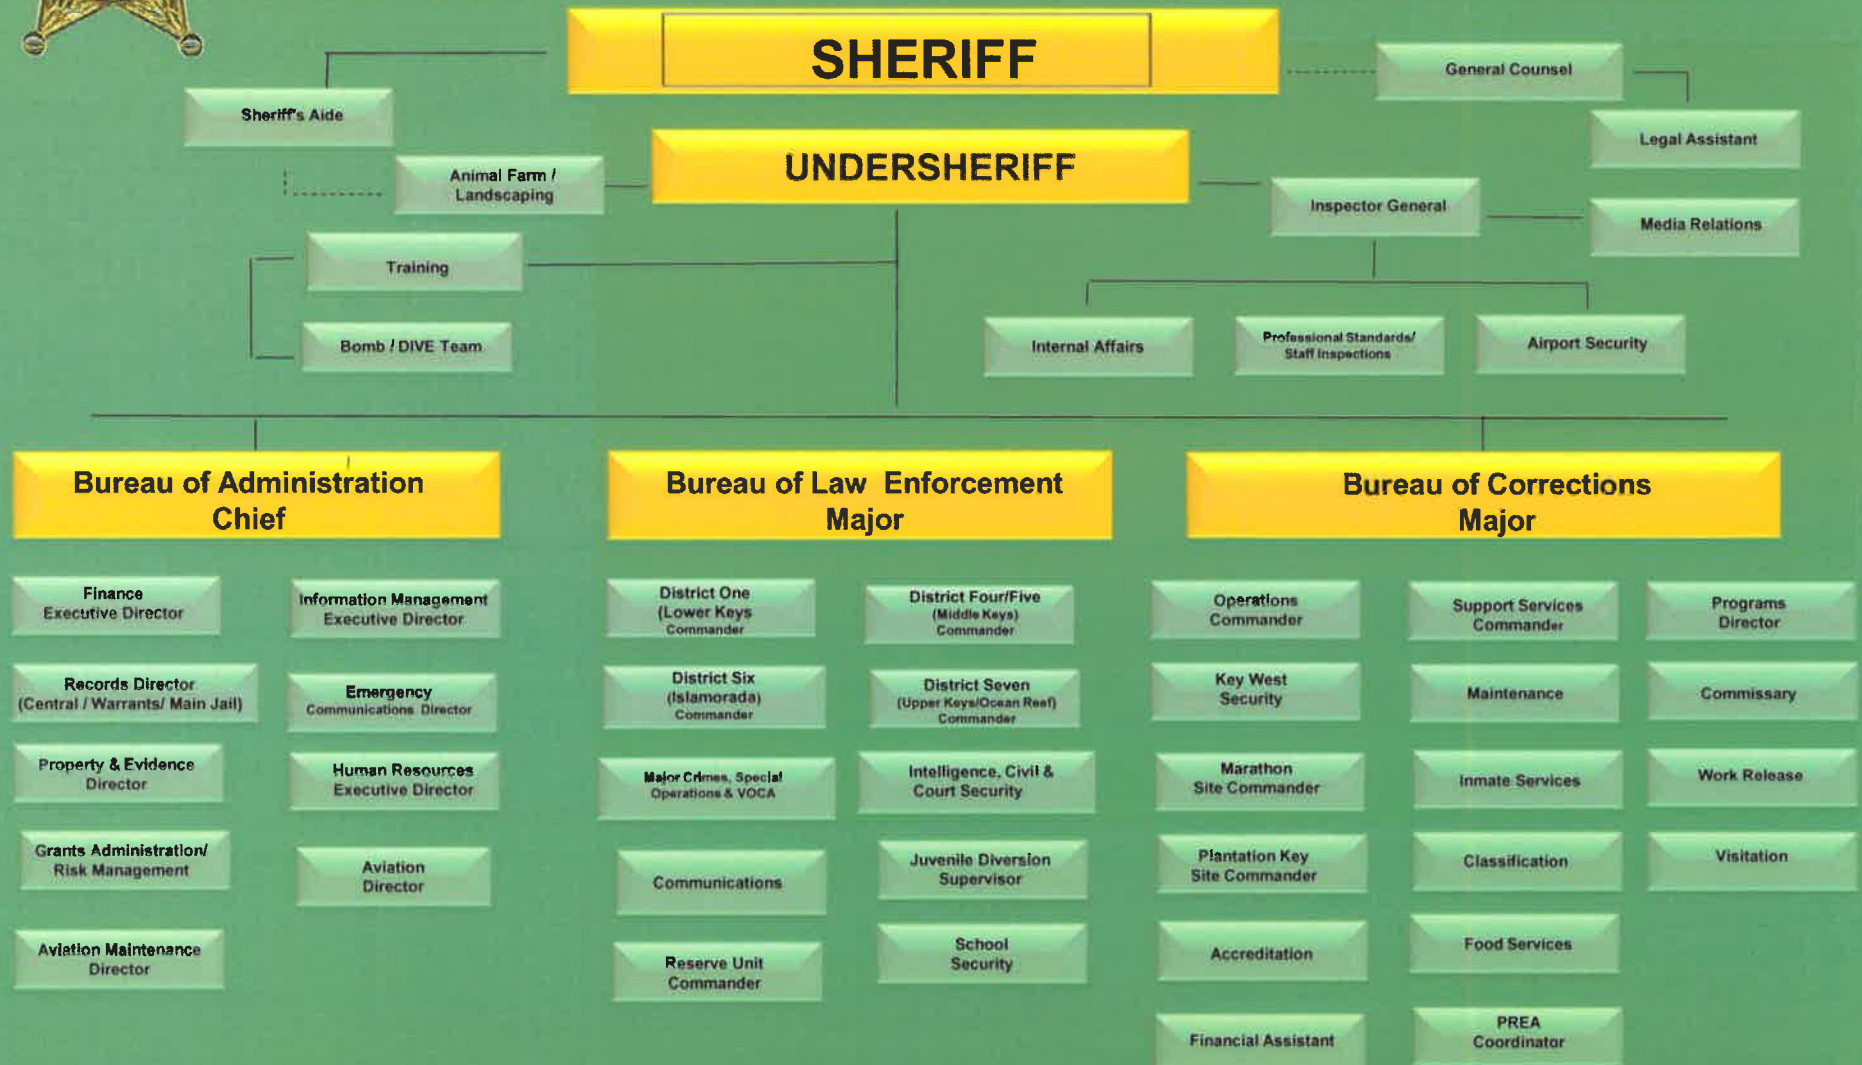 SHERIFF
General Counsel
Sheriff's Aide
Legal Assistant
UNDERSHERIFF
Animal Farm /
Landscaping
Inspector General
Media Relations
Training
Bomb / DIVE Team
Internal Affairs
Professional Standards/
Staff Inspections
Airport Security
Bureau of Administration
Chief
Bureau of Law Enforcement
Major
Bureau of Corrections
Major
Finance
Executive Director
Information Management
Executive Director
Records Director
(Central / Warrants/ Main Jail)
Emergency
Communications Director
Property & Evidence
Director
Human Resources
Executive Director
Grants Administration/
Risk Management
Aviation
Director
Aviation Maintenance
Director
District One
(Lower Keys
Commander
District Four/Five
(Middle Keys)
Commander
District Six
(Islamorada)
Commander
District Seven
(Upper Keys/Ocean Reef)
Commander
Major Crimes, Special
Operations & VOCA
Intelligence, Civil &
Court Security
Communications
Juvenile Diversion
Supervisor
Reserve Unit
Commander
School
Security
Operations
Commander
Support Services
Commander
Programs
Director
Key West
Security
Maintenance
Commissary
Marathon
Site Commander
Inmate Services
Work Release
Plantation Key
Site Commander
Classification
Visitation
Accreditation
Food Services
Financial Assistant
PREA
Coordinator